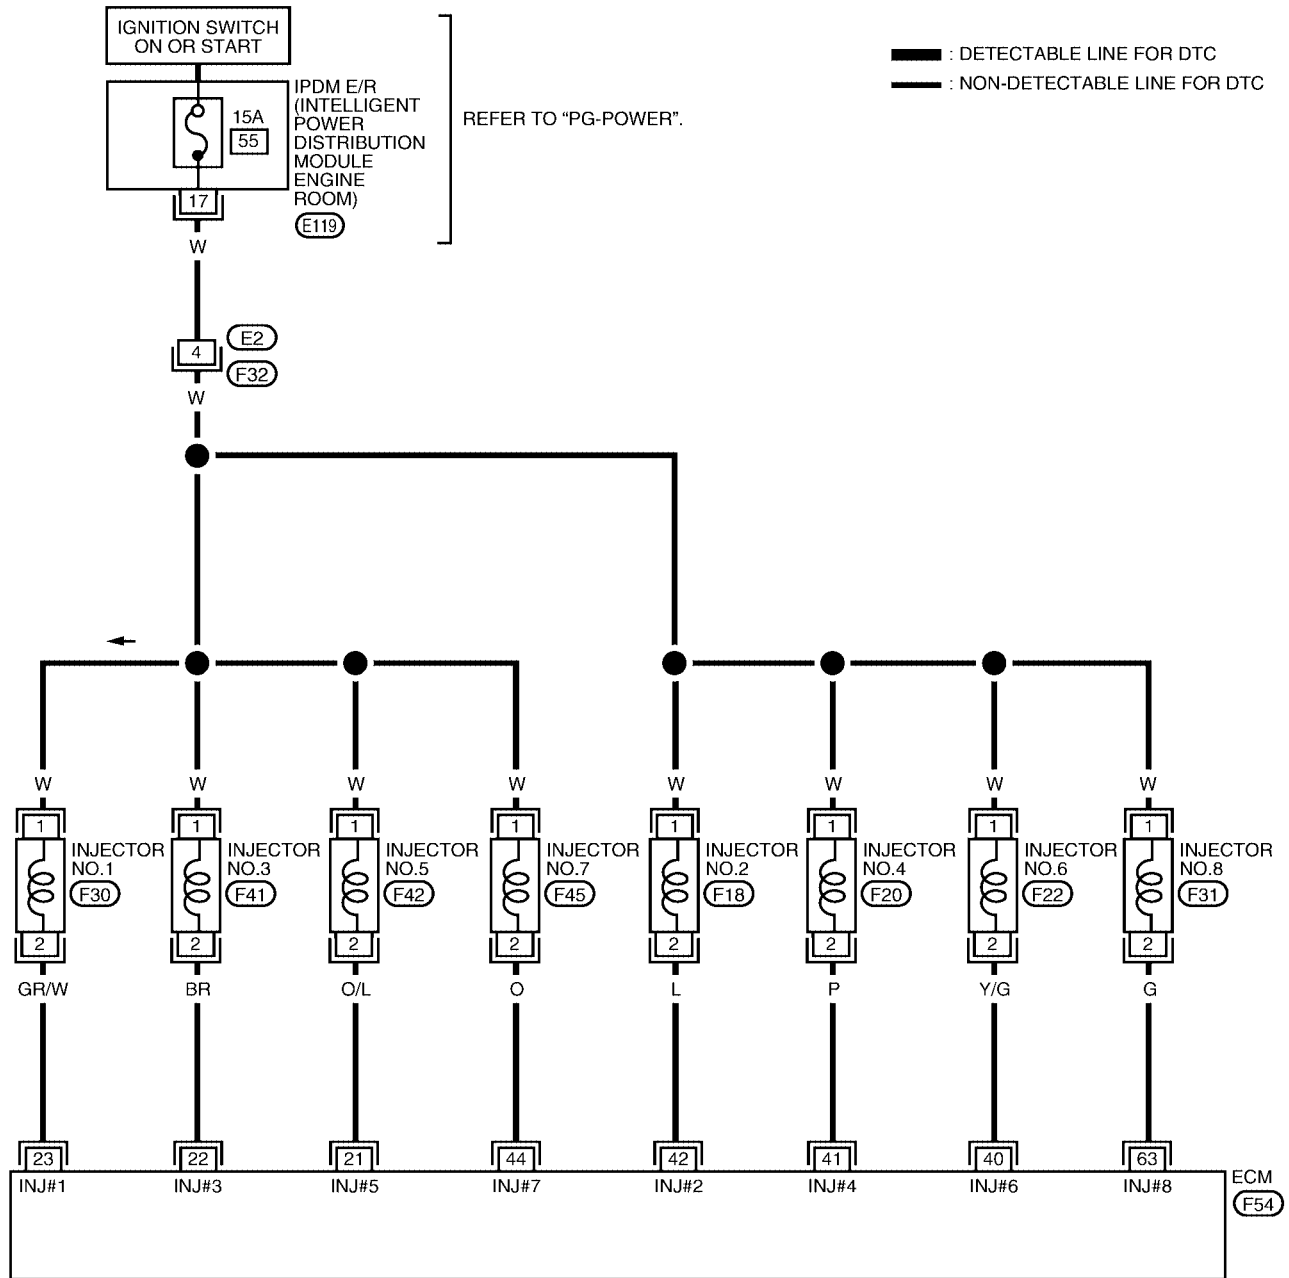 IGNITION SWITCH
ON OR START
: DETECTABLE LINE FOR DTC
: NON-DETECTABLE LINE FOR DTC
15A
55
IPDM E/R
(INTELLIGENT
POWER
DISTRIBUTION
MODULE
ENGINE
ROOM)
E119
REFER TO “PG-POWER”.
17
W
4
E2
F32
W
W W W W W W W W
1 1 1 1 1 1 1 1
INJECTOR
NO.1
F30
INJECTOR
NO.3
F41
INJECTOR
NO.5
F42
INJECTOR
NO.7
F45
INJECTOR
NO.2
F18
INJECTOR
NO.4
F20
INJECTOR
NO.6
F22
INJECTOR
NO.8
F31
2 2 2 2 2 2 2 2
GR/W BR O/L O L P Y/G G
23 22 21 44 42 41 40 63
INJ#1 INJ#3 INJ#5 INJ#7 INJ#2 INJ#4 INJ#6 INJ#8
ECM
F54